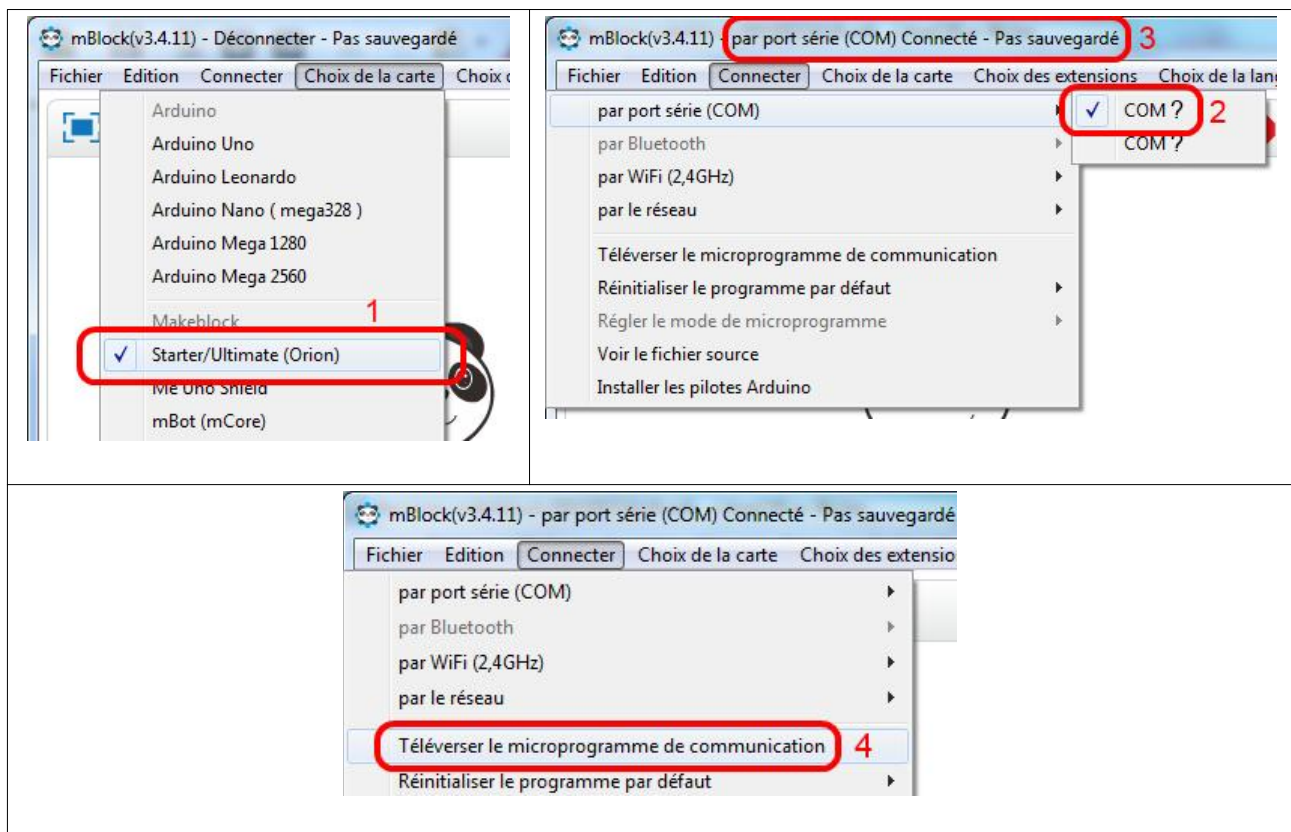 mBlock(v3.4.11) - Déconnecter - Pas sauvegardé
Fichier Edition Connecter Choix de la carte Choix
Arduino
Arduino Uno
Arduino Leonardo
Arduino Nano ( mega328 )
Arduino Mega 1280
Arduino Mega 2560
Makeblock
1
Starter/Ultimate (Orion)
Me Uno Shield
mBot (mCore)
mBlock(v3.4.11) - par port série (COM) Connecté - Pas sauvegardé 3
Fichier Edition Connecter Choix de la carte Choix des extensions Choix de la lan
par port série (COM)
COM ? 2
par Bluetooth
COM ?
par WiFi (2,4GHz)
par le réseau
Téléverser le microprogramme de communication
Réinitialiser le programme par défaut
Régler le mode de microprogramme
Voir le fichier source
Installer les pilotes Arduino
mBlock(v3.4.11) - par port série (COM) Connecté - Pas sauvegardé
Fichier Edition Connecter Choix de la carte Choix des extensio
par port série (COM)
par Bluetooth
par WiFi (2,4GHz)
par le réseau
Téléverser le microprogramme de communication 4
Réinitialiser le programme par défaut